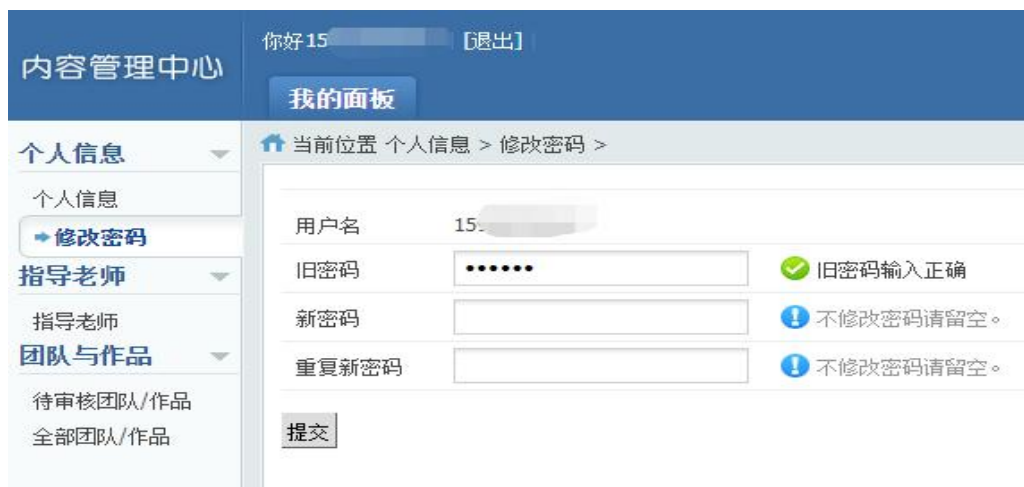 内容管理中心
你好15 [退出]
我的面板
个人信息
个人信息
修改密码
指导老师
指导老师
团队与作品
待审核团队/作品
全部团队/作品
当前位置 个人信息 > 修改密码 >
用户名 15
旧密码 •••••• 旧密码输入正确
新密码 不修改密码请留空。
重复新密码 不修改密码请留空。
提交